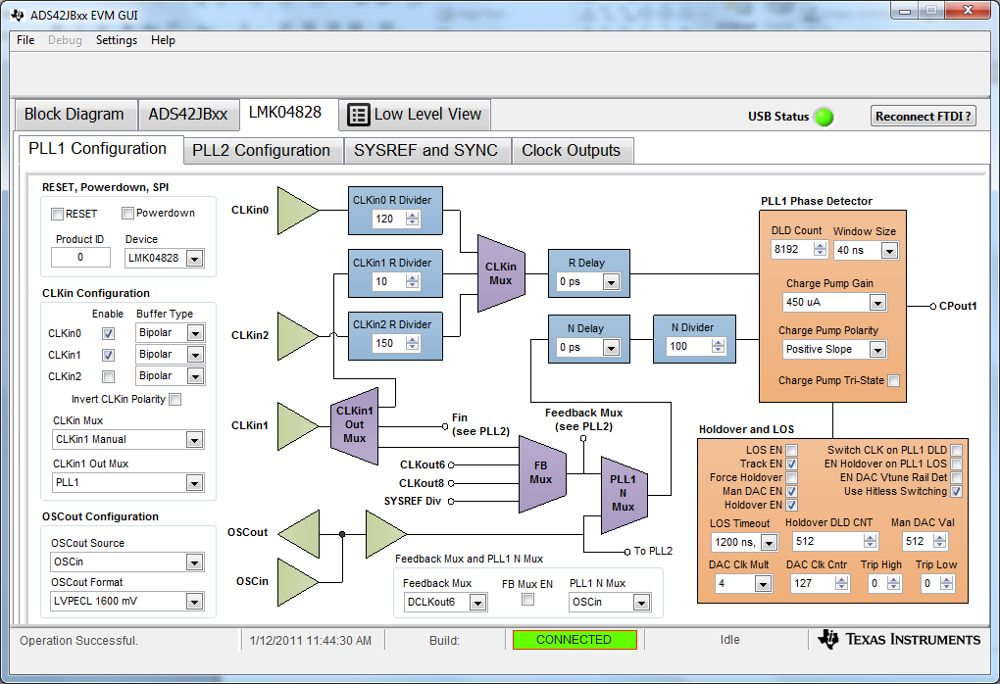 ADS42JBxx EVM GUI
File Debug Settings Help
Block Diagram ADS42JBxx LMK04828 Low Level View USB Status Reconnect FTDI ?
PLL1 Configuration PLL2 Configuration SYSREF and SYNC Clock Outputs
RESET, Powerdown, SPI
RESET Powerdown
Product ID Device
0 LMK04828
CLKin Configuration
Enable Buffer Type
CLKin0 Bipolar
CLKin1 Bipolar
CLKin2 Bipolar
Invert CLKin Polarity
CLKin Mux
CLKin1 Manual
CLKin1 Out Mux
PLL1
OSCout Configuration
OSCout Source
OSCin
OSCout Format
LVPECL 1600 mV
CLKin0
CLKin0 R Divider
120
CLKin1 R Divider
10
CLKin2
CLKin2 R Divider
150
CLKin
Mux
R Delay
0 ps
N Delay
0 ps
N Divider
100
CLKin1
CLKin1
Out
Mux
Fin
(see PLL2)
Feedback Mux
(see PLL2)
CLKout6
CLKout8
SYSREF Div
FB
Mux
PLL1
N
Mux
OSCout
OSCin
To PLL2
Feedback Mux and PLL1 N Mux
Feedback Mux FB Mux EN PLL1 N Mux
DCLKout6 OSCin
PLL1 Phase Detector
DLD Count Window Size
8192 40 ns
Charge Pump Gain
450 uA
Charge Pump Polarity
Positive Slope
Charge Pump Tri-State
CPout1
Holdover and LOS
LOS EN Switch CLK on PLL1 DLD
Track EN EN Holdover on PLL1 LOS
Force Holdover EN DAC Vtune Rail Det
Man DAC EN Use Hitless Switching
Holdover EN
LOS Timeout Holdover DLD CNT Man DAC Val
1200 ns, 512 512
DAC Clk Mult DAC Clk Cntr Trip High Trip Low
4 127 0 0
Operation Successful. 1/12/2011 11:44:30 AM Build: CONNECTED Idle TEXAS INSTRUMENTS